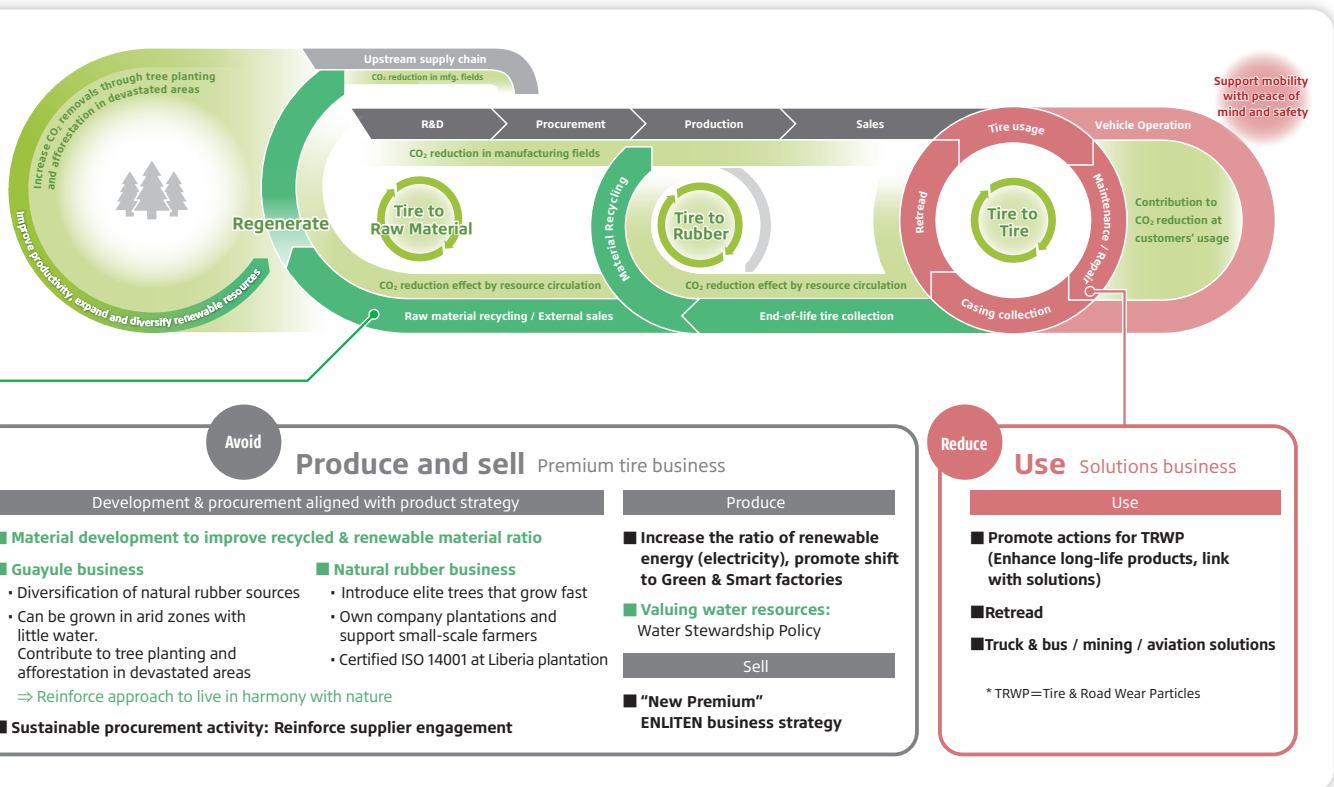 Upstream supply chain
CO₂ reduction in mfg. fields
Increase CO₂ removals through tree planting
and afforestation in devastated areas
Improve productivity, expand and diversify renewable resources
Regenerate
R&D
Procurement
Production
Sales
CO₂ reduction in manufacturing fields
Tire to
Raw Material
Material Recycling
Tire to
Rubber
CO₂ reduction effect by resource circulation
CO₂ reduction effect by resource circulation
Raw material recycling / External sales
End-of-life tire collection
Tire usage
Retread
Maintenance / Repair
Casing collection
Tire to
Tire
Vehicle Operation
Contribution to
CO₂ reduction at
customers' usage
Support mobility
with peace of
mind and safety
Avoid
Produce and sell Premium tire business
Development & procurement aligned with product strategy
■ Material development to improve recycled & renewable material ratio
■ Guayule business
・Diversification of natural rubber sources
・Can be grown in arid zones with
little water.
Contribute to tree planting and
afforestation in devastated areas
■ Natural rubber business
・Introduce elite trees that grow fast
・Own company plantations and
support small-scale farmers
・Certified ISO 14001 at Liberia plantation
⇒ Reinforce approach to live in harmony with nature
■ Sustainable procurement activity: Reinforce supplier engagement
Produce
■ Increase the ratio of renewable
energy (electricity), promote shift
to Green & Smart factories
■ Valuing water resources:
Water Stewardship Policy
Sell
■ “New Premium”
ENLITEN business strategy
Reduce
Use Solutions business
Use
■ Promote actions for TRWP
(Enhance long-life products, link
with solutions)
■Retread
■Truck & bus / mining / aviation solutions
* TRWP＝Tire & Road Wear Particles